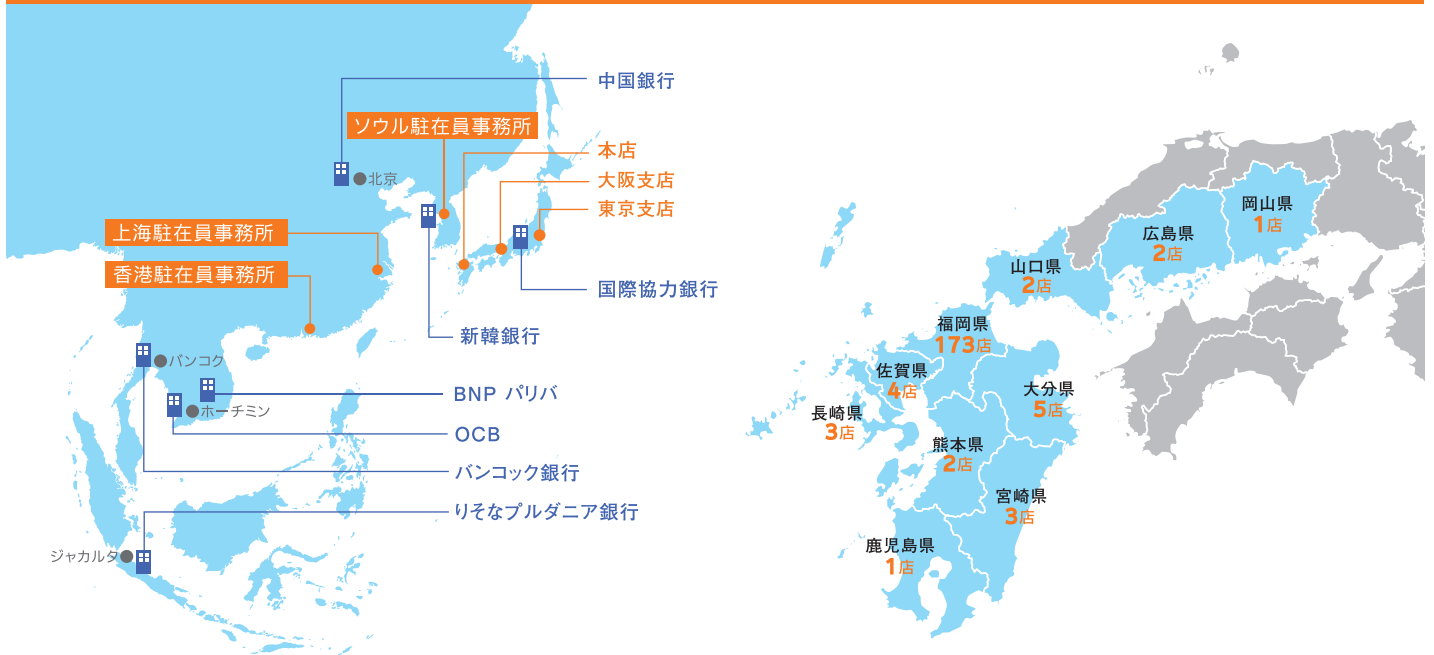 中国銀行
ソウル駐在員事務所
本店
北京
大阪支店
東京支店
上海駐在員事務所
香港駐在員事務所
国際協力銀行
新韓銀行
バンコク
BNP パリバ
ホーチミン
OCB
バンコック銀行
りそなプルダニア銀行
ジャカルタ
岡山県
1店
広島県
2店
山口県
2店
福岡県
173店
佐賀県
4店
大分県
5店
長崎県
3店
熊本県
2店
宮崎県
3店
鹿児島県
1店